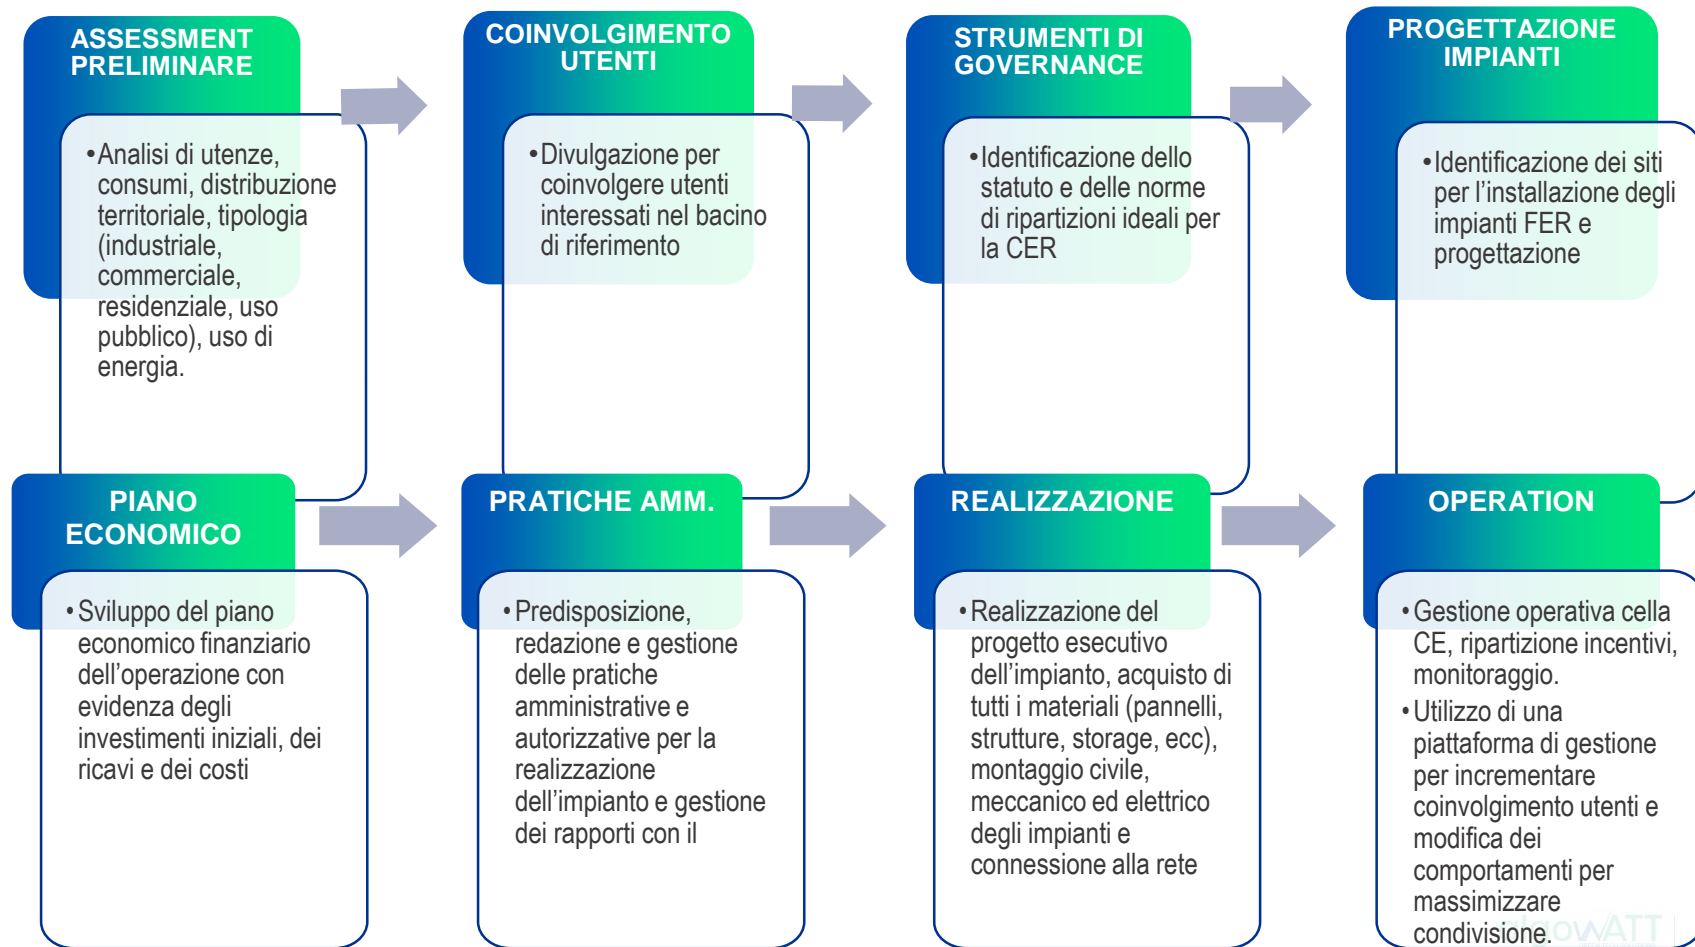 ASSESSMENT
PRELIMINARE
•Analisi di utenze,
consumi, distribuzione
territoriale, tipologia
(industriale,
commerciale,
residenziale, uso
pubblico), uso di
energia.
COINVOLGIMENTO
UTENTI
•Divulgazione per
coinvolgere utenti
interessati nel bacino
di riferimento
STRUMENTI DI
GOVERNANCE
•Identificazione dello
statuto e delle norme
di ripartizioni ideali per
la CER
PROGETTAZIONE
IMPIANTI
•Identificazione dei siti
per l’installazione degli
impianti FER e
progettazione
PIANO
ECONOMICO
•Sviluppo del piano
economico finanziario
dell’operazione con
evidenza degli
investimenti iniziali, dei
ricavi e dei costi
PRATICHE AMM.
•Predisposizione,
redazione e gestione
delle pratiche
amministrative e
autorizzative per la
realizzazione
dell’impianto e gestione
dei rapporti con il
REALIZZAZIONE
•Realizzazione del
progetto esecutivo
dell’impianto, acquisto di
tutti i materiali (pannelli,
strutture, storage, ecc),
montaggio civile,
meccanico ed elettrico
degli impianti e
connessione alla rete
OPERATION
•Gestione operativa cella
CE, ripartizione incentivi,
monitoraggio.
•Utilizzo di una
piattaforma di gestione
per incrementare
coinvolgimento utenti e
modifica dei
comportamenti per
massimizzare
condivisione.
algoWATT